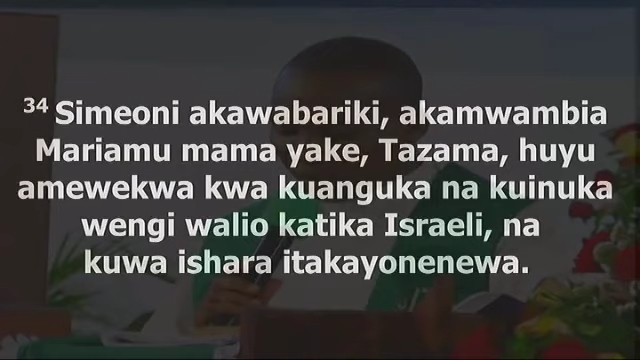 34 Simeoni akawabariki, akamwambia
Mariamu mama yake, Tazama, huyu
amewekwa kwa kuanguka na kuinuka
wengi walio katika Israeli, na
kuwa ishara itakayonenewa.